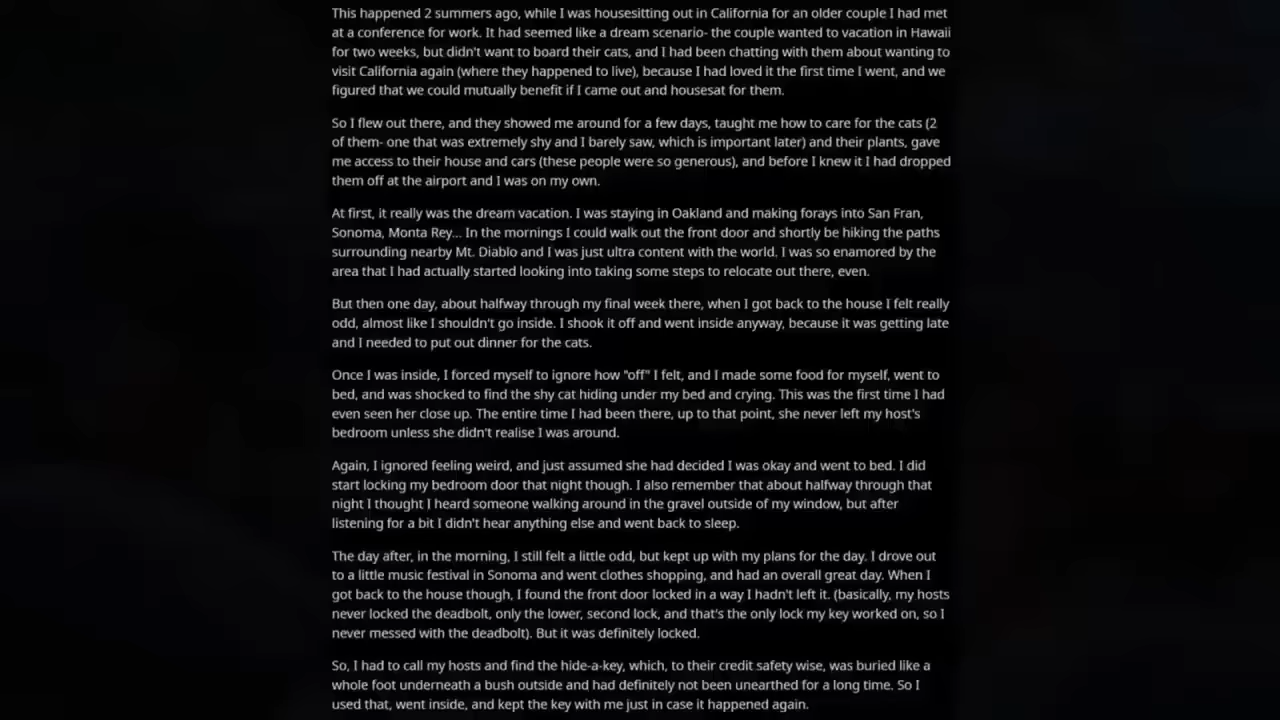 This happened 2 summers ago, while I was housesitting out in California for an older couple I had met
at a conference for work. It had seemed like a dream scenario- the couple wanted to vacation in Hawaii
for two weeks, but didn't want to board their cats, and I had been chatting with them about wanting to
visit California again (where they happened to live), because I had loved it the first time I went, and we
figured that we could mutually benefit if I came out and housesat for them.
So I flew out there, and they showed me around for a few days, taught me how to care for the cats (2
of them- one that was extremely shy and I barely saw, which is important later) and their plants, gave
me access to their house and cars (these people were so generous), and before I knew it I had dropped
them off at the airport and I was on my own.
At first, it really was the dream vacation. I was staying in Oakland and making forays into San Fran,
Sonoma, Monta Rey... In the mornings I could walk out the front door and shortly be hiking the paths
surrounding nearby Mt. Diablo and I was just ultra content with the world. I was so enamored by the
area that I had actually started looking into taking some steps to relocate out there, even.
But then one day, about halfway through my final week there, when I got back to the house I felt really
odd, almost like I shouldn't go inside. I shook it off and went inside anyway, because it was getting late
and I needed to put out dinner for the cats.
Once I was inside, I forced myself to ignore how "off" I felt, and I made some food for myself, went to
bed, and was shocked to find the shy cat hiding under my bed and crying. This was the first time I had
even seen her close up. The entire time I had been there, up to that point, she never left my host's
bedroom unless she didn't realise I was around.
Again, I ignored feeling weird, and just assumed she had decided I was okay and went to bed. I did
start locking my bedroom door that night though. I also remember that about halfway through that
night I thought I heard someone walking around in the gravel outside of my window, but after
listening for a bit I didn't hear anything else and went back to sleep.
The day after, in the morning, I still felt a little odd, but kept up with my plans for the day. I drove out
to a little music festival in Sonoma and went clothes shopping, and had an overall great day. When I
got back to the house though, I found the front door locked in a way I hadn't left it. (basically, my hosts
never locked the deadbolt, only the lower, second lock, and that's the only lock my key worked on, so I
never messed with the deadbolt). But it was definitely locked.
So, I had to call my hosts and find the hide-a-key, which, to their credit safety wise, was buried like a
whole foot underneath a bush outside and had definitely not been unearthed for a long time. So I
used that, went inside, and kept the key with me just in case it happened again.